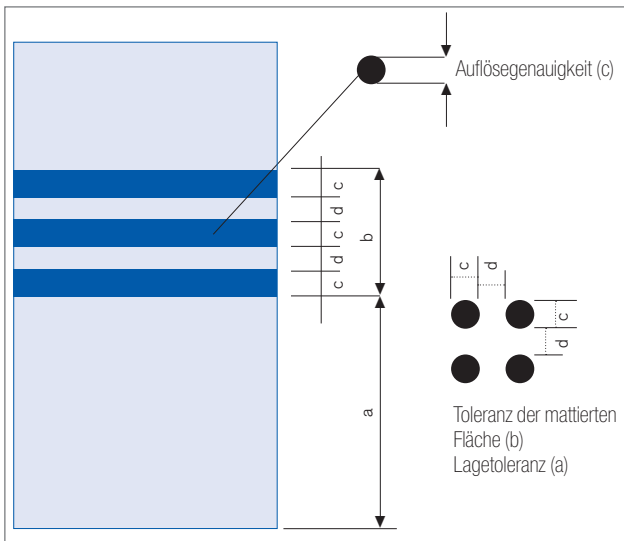 Auflösegenauigkeit (c)
c
d
c
d
c
b
a
c
d
c
d
Toleranz der mattierten
Fläche (b)
Lagetoleranz (a)